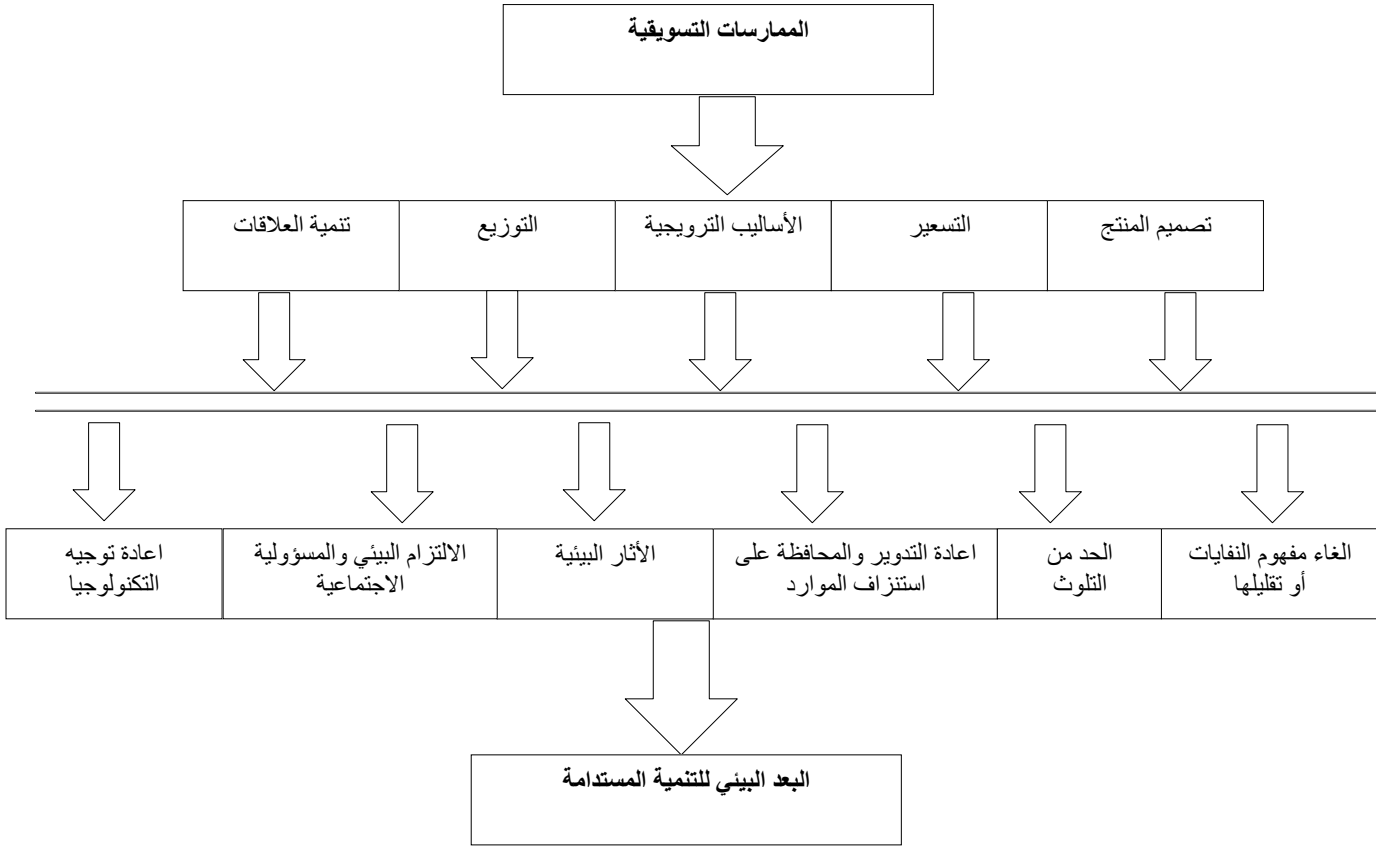 الممارسات التسويقية
تصميم المنتج
التسعير
الأساليب الترويجية
التوزيع
تنمية العلاقات
الغاء مفهوم النفايات
أو تقليلها
الحد من
التلوث
اعادة التدوير والمحافظة على
استنزاف الموارد
الأثار البيئية
الالتزام البيئي والمسؤولية
الاجتماعية
اعادة توجيه
التكنولوجيا
البعد البيئي للتنمية المستدامة